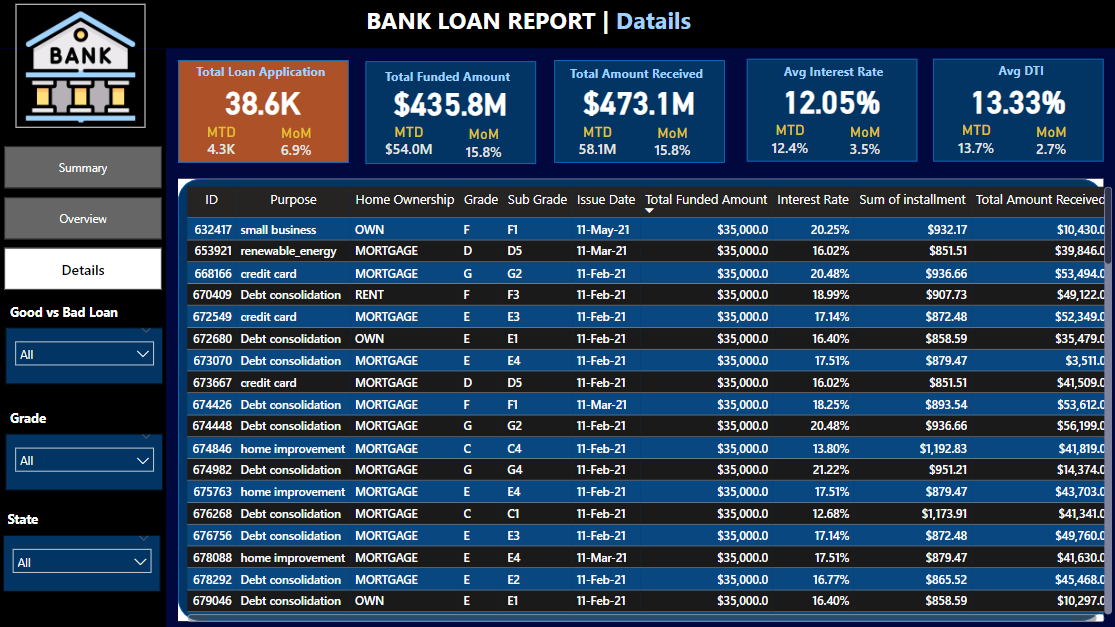 BANK LOAN REPORT | Datails
BANK
Total Loan Application
38.6K
MTD MoM
4.3K 6.9%
Total Funded Amount
$435.8M
MTD MoM
$54.0M 15.8%
Total Amount Received
$473.1M
MTD MoM
58.1M 15.8%
Avg Interest Rate
12.05%
MTD MoM
12.4% 3.5%
Avg DTI
13.33%
MTD MoM
13.7% 2.7%
Summary
Overview
Details
Good vs Bad Loan
All
Grade
All
State
All
ID Purpose Home Ownership Grade Sub Grade Issue Date Total Funded Amount Interest Rate Sum of installment Total Amount Received
632417 small business OWN F F1 11-May-21 $35,000.0 20.25% $932.17 $10,430.0
653921 renewable_energy MORTGAGE D D5 11-Mar-21 $35,000.0 16.02% $851.51 $39,846.0
668166 credit card MORTGAGE G G2 11-Feb-21 $35,000.0 20.48% $936.66 $53,494.0
670409 Debt consolidation RENT F F3 11-Feb-21 $35,000.0 18.99% $907.73 $49,122.0
672549 credit card MORTGAGE E E3 11-Feb-21 $35,000.0 17.14% $872.48 $52,349.0
672680 Debt consolidation OWN E E1 11-Feb-21 $35,000.0 16.40% $858.59 $35,479.0
673070 Debt consolidation MORTGAGE E E4 11-Feb-21 $35,000.0 17.51% $879.47 $3,511.0
673667 credit card MORTGAGE D D5 11-Feb-21 $35,000.0 16.02% $851.51 $41,509.0
674426 Debt consolidation MORTGAGE F F1 11-Mar-21 $35,000.0 18.25% $893.54 $53,612.0
674448 Debt consolidation MORTGAGE G G2 11-Feb-21 $35,000.0 20.48% $936.66 $56,199.0
674846 home improvement MORTGAGE C C4 11-Feb-21 $35,000.0 13.80% $1,192.83 $41,819.0
674982 Debt consolidation MORTGAGE G G4 11-Feb-21 $35,000.0 21.22% $951.21 $14,374.0
675763 home improvement MORTGAGE E E4 11-Feb-21 $35,000.0 17.51% $879.47 $43,703.0
676268 Debt consolidation MORTGAGE C C1 11-Feb-21 $35,000.0 12.68% $1,173.91 $41,341.0
676756 Debt consolidation MORTGAGE E E3 11-Feb-21 $35,000.0 17.14% $872.48 $49,760.0
678088 home improvement MORTGAGE E E4 11-Mar-21 $35,000.0 17.51% $879.47 $41,630.0
678292 Debt consolidation MORTGAGE E E2 11-Feb-21 $35,000.0 16.77% $865.52 $45,468.0
679046 Debt consolidation OWN E E1 11-Feb-21 $35,000.0 16.40% $858.59 $10,297.0